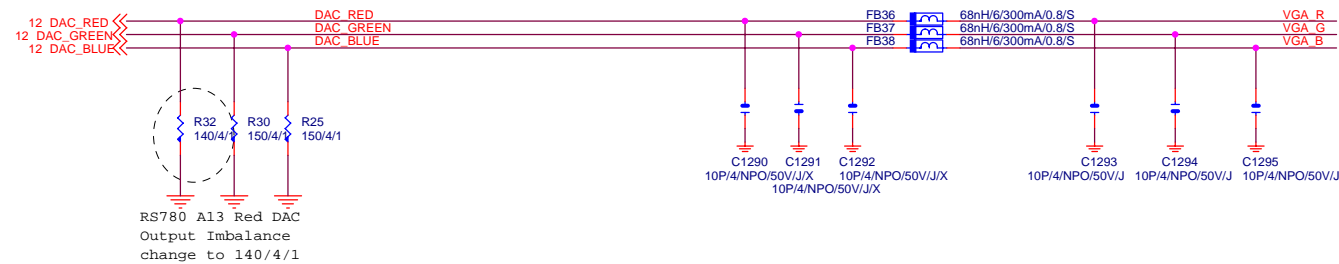 12 DAC_RED DAC_RED FB36 68nH/6/300mA/0.8/S VGA_R
12 DAC_GREEN DAC_GREEN FB37 68nH/6/300mA/0.8/S VGA_G
12 DAC_BLUE DAC_BLUE FB38 68nH/6/300mA/0.8/S VGA_B
R32 R30 R25
140/4/1 150/4/1 150/4/1
C1290 C1291 C1292 C1293 C1294 C1295
10P/4/NPO/50V/J/X 10P/4/NPO/50V/J/X 10P/4/NPO/50V/J 10P/4/NPO/50V/J 10P/4/NPO/50V/J
10P/4/NPO/50V/J/X
RS780 A13 Red DAC
Output Imbalance
change to 140/4/1